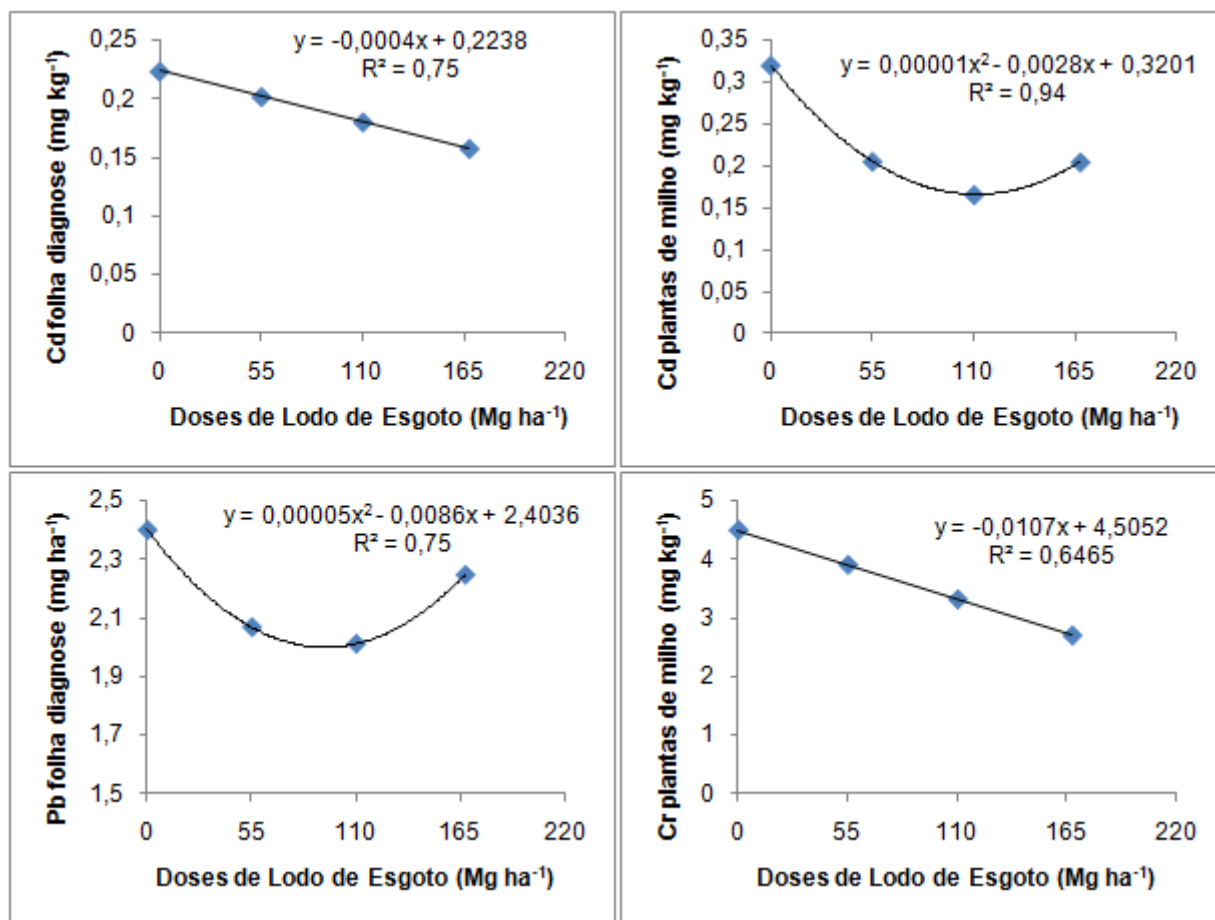 y = -0,0004x + 0,2238
R² = 0,75
0,25
0,2
0,15
0,1
0,05
0
0 55 110 165 220
Cd folha diagnose (mg kg⁻¹)
Doses de Lodo de Esgoto (Mg ha⁻¹)
y = 0,00001x² - 0,0028x + 0,3201
R² = 0,94
0,35
0,3
0,25
0,2
0,15
0,1
0,05
0
0 55 110 165 220
Cd plantas de milho (mg kg⁻¹)
Doses de Lodo de Esgoto (Mg ha⁻¹)
y = 0,00005x² - 0,0086x + 2,4036
R² = 0,75
2,5
2,3
2,1
1,9
1,7
1,5
0 55 110 165 220
Pb folha diagnose (mg ha⁻¹)
Doses de Lodo de Esgoto (Mg ha⁻¹)
y = -0,0107x + 4,5052
R² = 0,6465
5
4
3
2
1
0
0 55 110 165 220
Cr plantas de milho (mg kg⁻¹)
Doses de Lodo de Esgoto (Mg ha⁻¹)